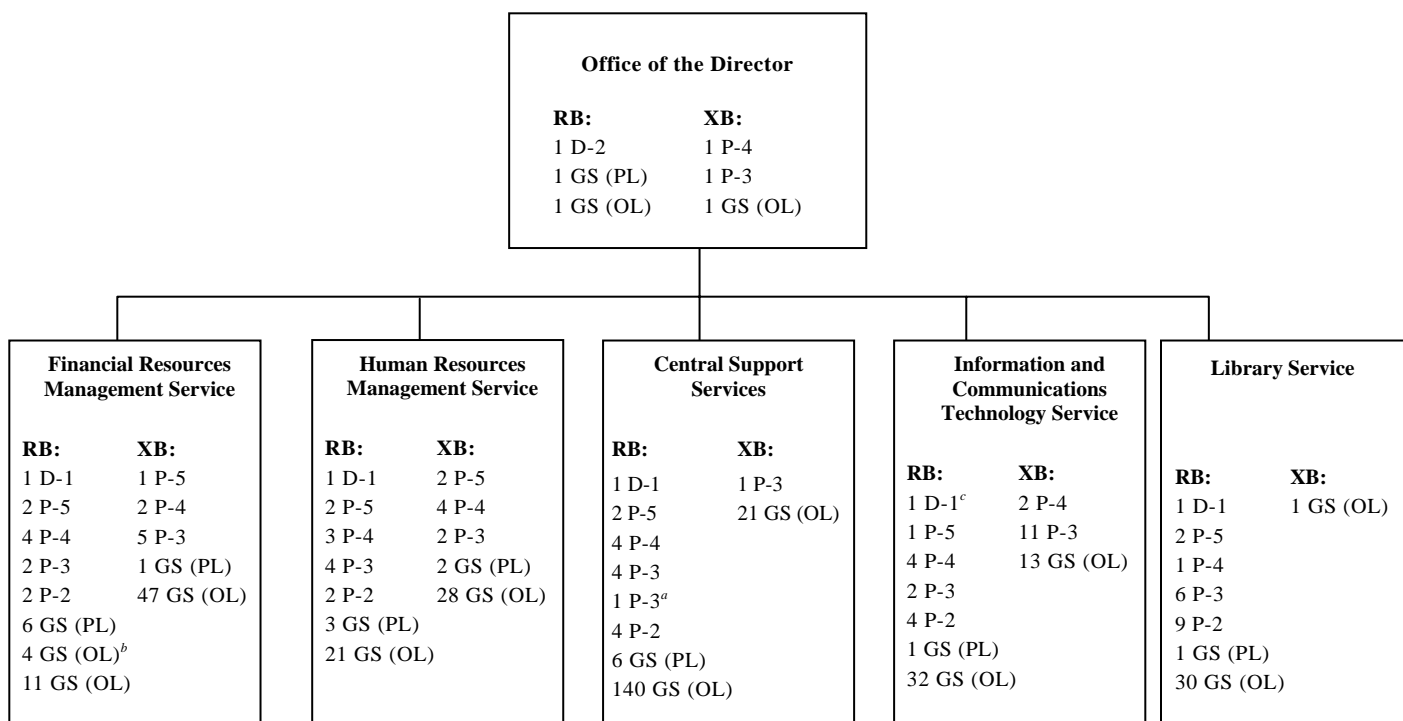 Office of the Director
RB: XB:
1 D-2 1 P-4
1 GS (PL) 1 P-3
1 GS (OL) 1 GS (OL)
Financial Resources
Management Service
RB: XB:
1 D-1 1 P-5
2 P-5 2 P-4
4 P-4 5 P-3
2 P-3 1 GS (PL)
2 P-2 47 GS (OL)
6 GS (PL)
4 GS (OL)b
11 GS (OL)
Human Resources
Management Service
RB: XB:
1 D-1 2 P-5
2 P-5 4 P-4
3 P-4 2 P-3
4 P-3 2 GS (PL)
2 P-2 28 GS (OL)
3 GS (PL)
21 GS (OL)
Central Support
Services
RB: XB:
1 D-1 1 P-3
2 P-5 21 GS (OL)
4 P-4
4 P-3
1 P-3a
4 P-2
6 GS (PL)
140 GS (OL)
Information and
Communications
Technology Service
RB: XB:
1 D-1c 2 P-4
1 P-5 11 P-3
4 P-4 13 GS (OL)
2 P-3
4 P-2
1 GS (PL)
32 GS (OL)
Library Service
RB: XB:
1 D-1 1 GS (OL)
2 P-5
1 P-4
6 P-3
9 P-2
1 GS (PL)
30 GS (OL)